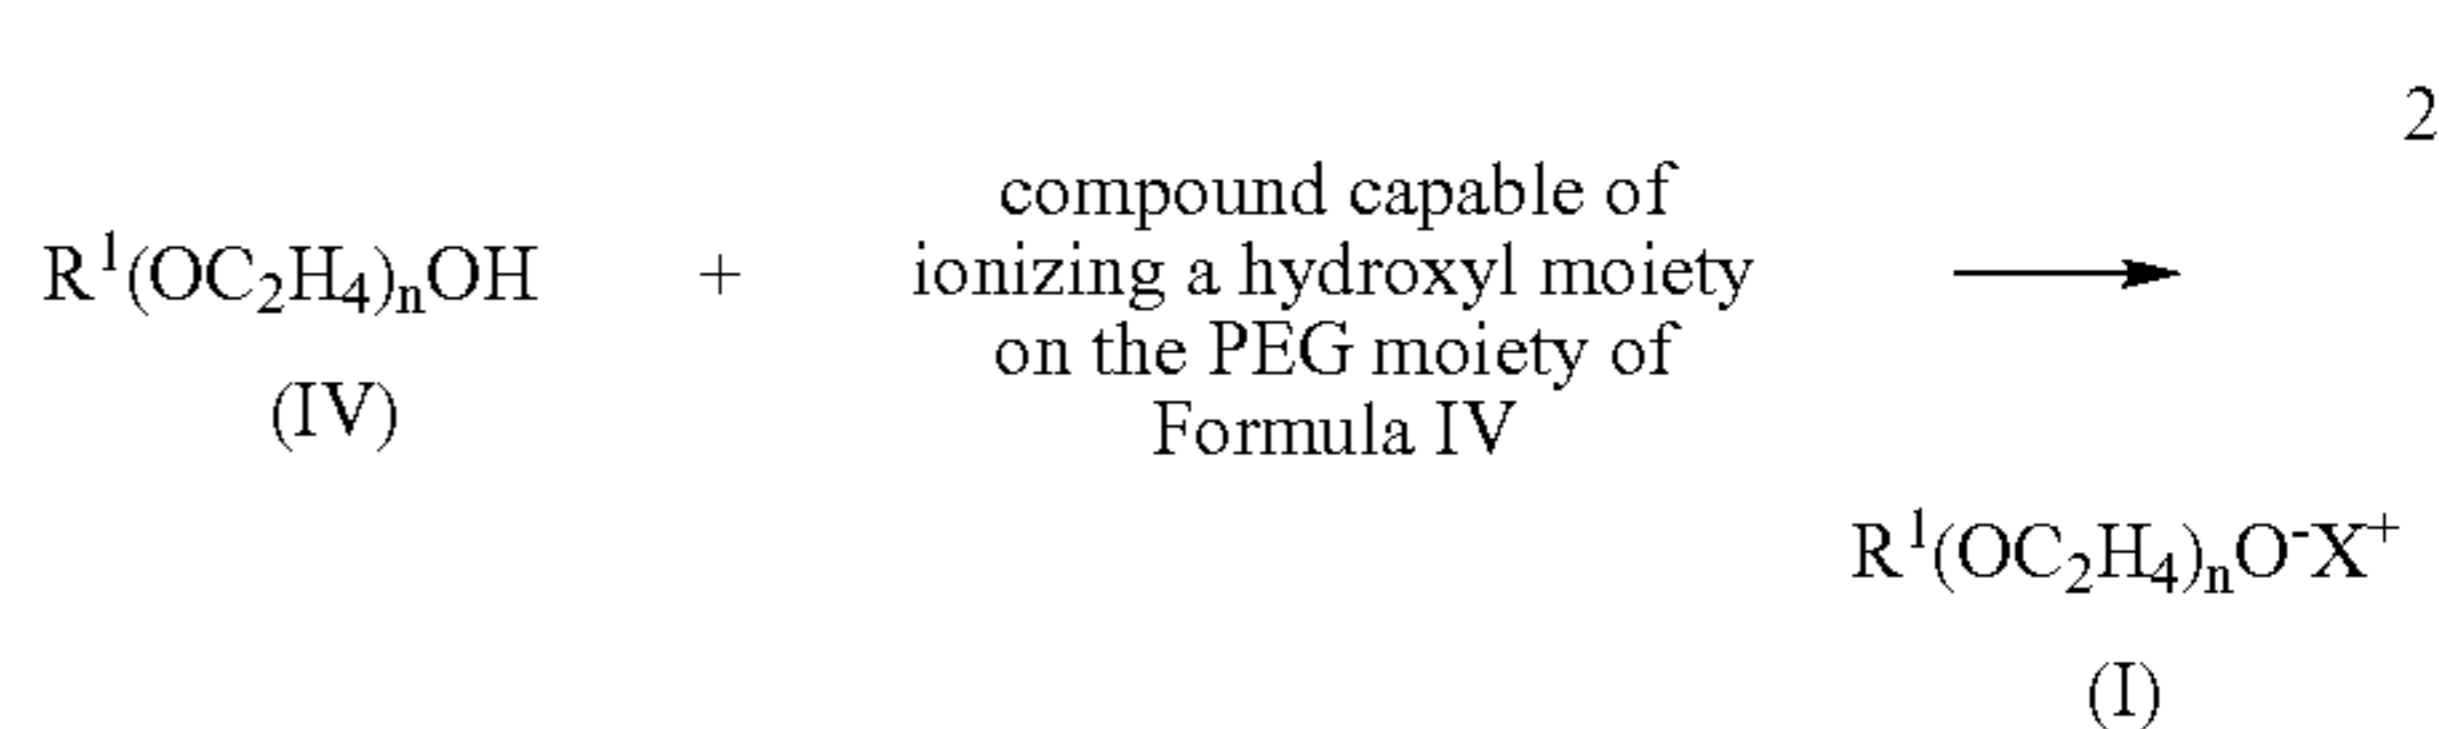 2
compound capable of
R¹(OC₂H₄)ₙOH + ionizing a hydroxyl moiety ⟶
on the PEG moiety of
(IV) Formula IV
R¹(OC₂H₄)ₙO⁻X⁺
(I)